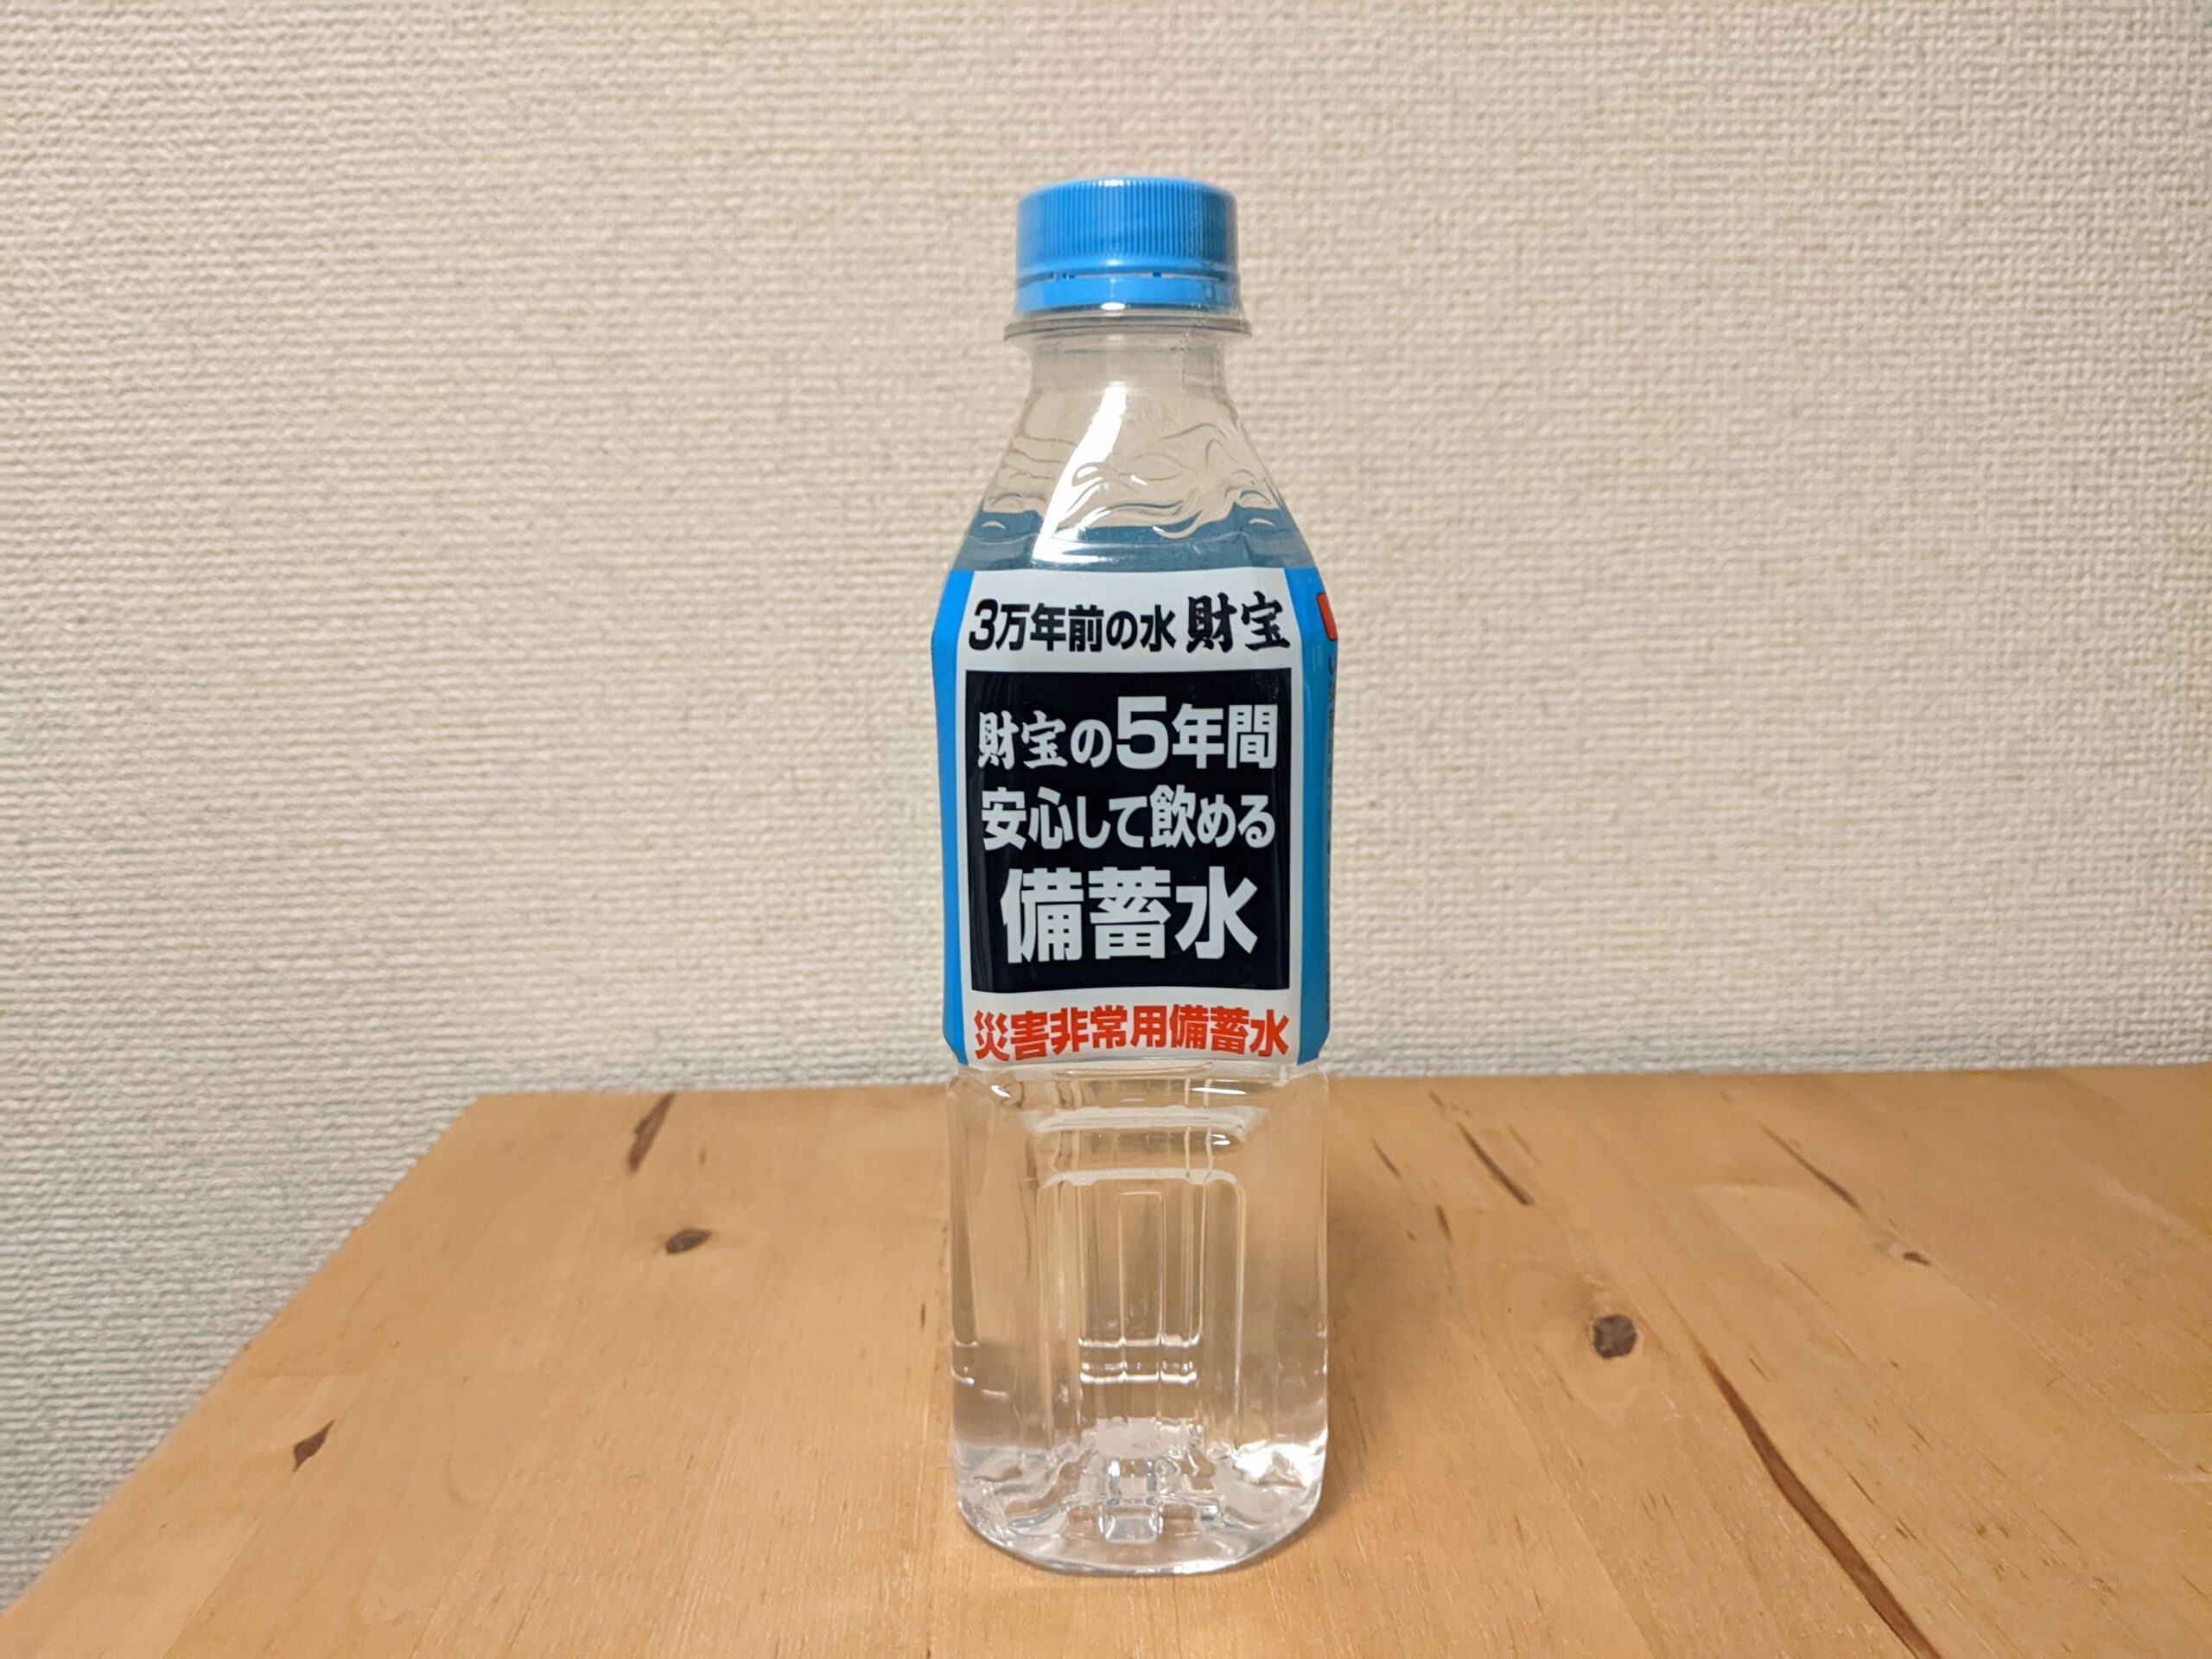 3万年前の水 財宝
財宝の5年間
安心して飲める
備蓄水
災害非常用備蓄水